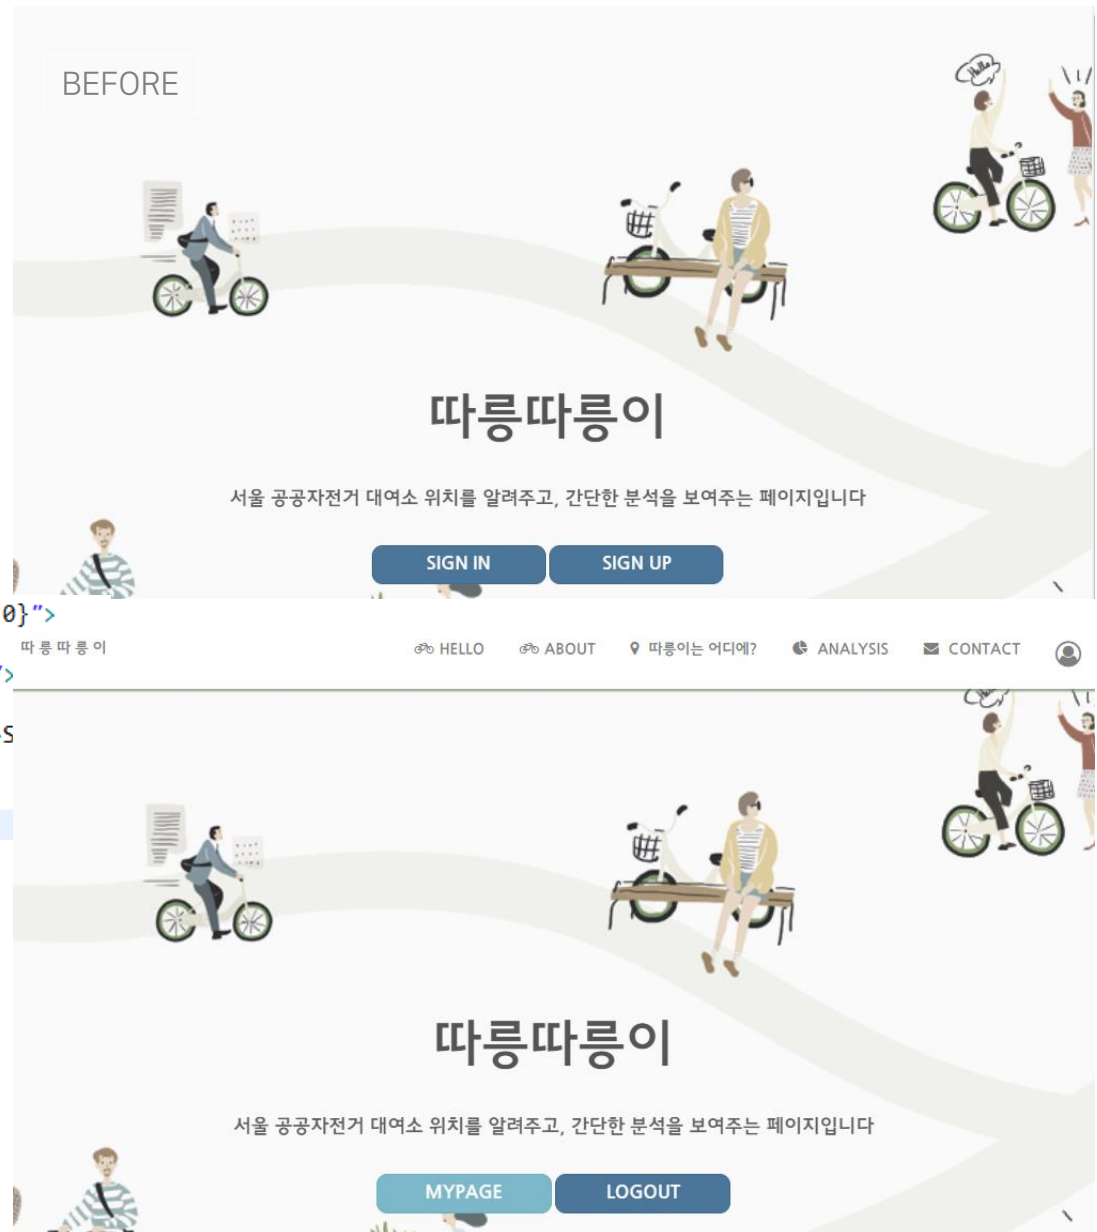 Hello
BEFORE
따릉따릉이
서울 공공자전거 대여소 위치를 알려주고, 간단한 분석을 보여주는 페이지입니다
SIGN IN
SIGN UP
0}">
따릉따릉이
HELLO
ABOUT
따릉이는 어디에?
ANALYSIS
CONTACT
">
S
따릉따릉이
서울 공공자전거 대여소 위치를 알려주고, 간단한 분석을 보여주는 페이지입니다
MYPAGE
LOGOUT